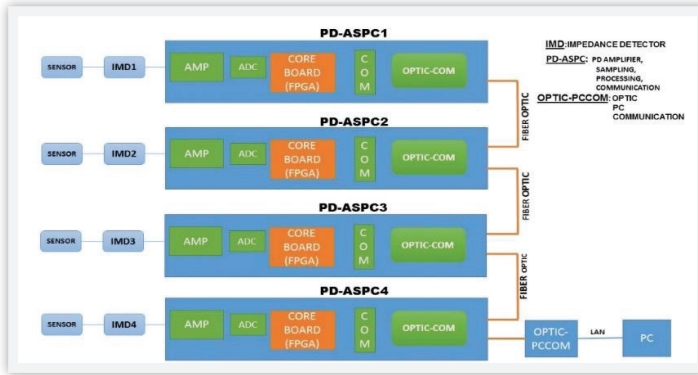 PD-ASPC1
SENSOR
IMD1
AMP
ADC
CORE
BOARD
(FPGA)
C
O
M
OPTIC-COM
FIBER OPTIC
PD-ASPC2
SENSOR
IMD2
AMP
ADC
CORE
BOARD
(FPGA)
C
O
M
OPTIC-COM
FIBER OPTIC
PD-ASPC3
SENSOR
IMD3
AMP
ADC
CORE
BOARD
(FPGA)
C
O
M
OPTIC-COM
FIBER OPTIC
PD-ASPC4
SENSOR
IMD4
AMP
ADC
CORE
BOARD
(FPGA)
C
O
M
OPTIC-COM
OPTIC-
PCCOM
LAN
PC
IMD:IMPEDANCE DETECTOR
PD-ASPC: PD AMPLIFIER,
SAMPLING,
PROCESSING,
COMMUNICATION
OPTIC-PCCOM: OPTIC
PC
COMMUNICATION